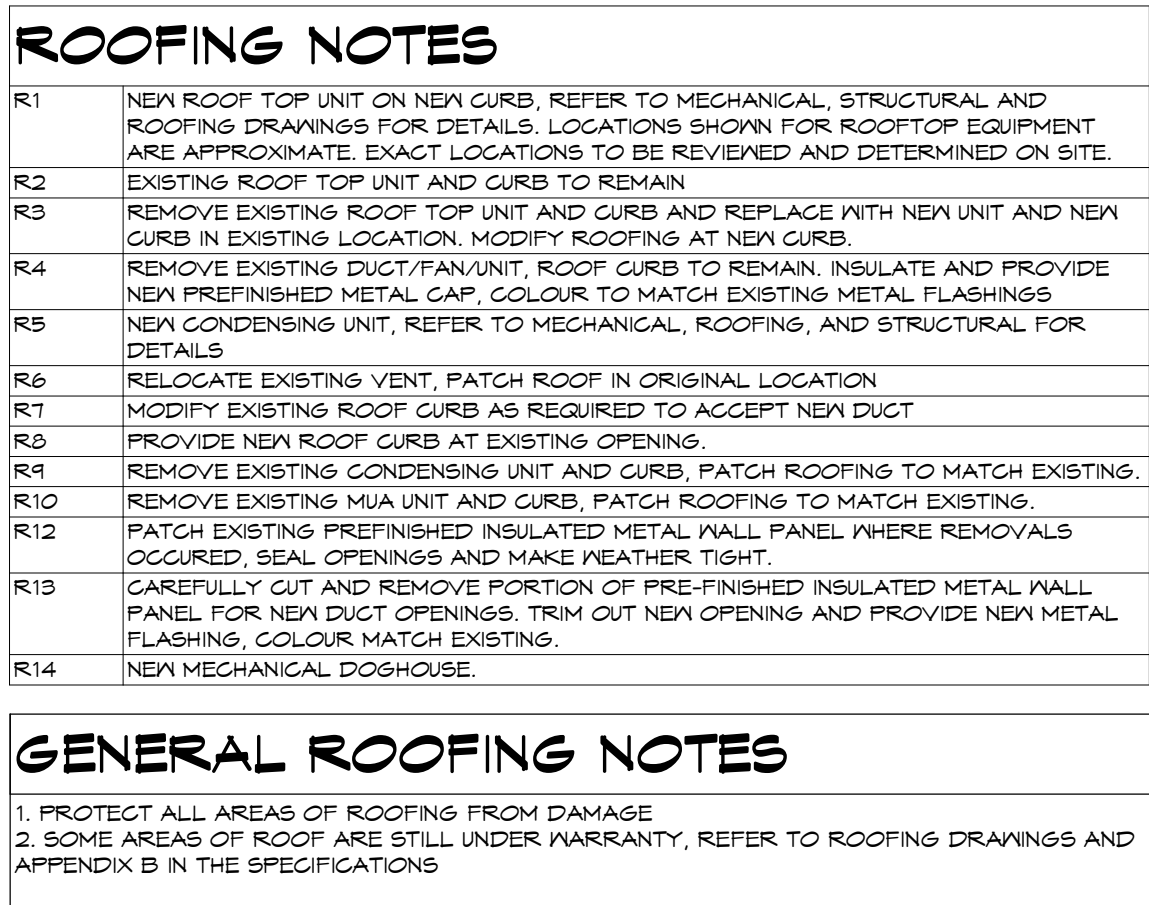 ROOFING NOTES
R1 NEW ROOF TOP UNIT ON NEW CURB, REFER TO MECHANICAL, STRUCTURAL AND
ROOFING DRAWINGS FOR DETAILS. LOCATIONS SHOWN FOR ROOFTOP EQUIPMENT
ARE APPROXIMATE. EXACT LOCATIONS TO BE REVIEWED AND DETERMINED ON SITE.
R2 EXISTING ROOF TOP UNIT AND CURB TO REMAIN
R3 REMOVE EXISTING ROOF TOP UNIT AND CURB AND REPLACE WITH NEW UNIT AND NEW
CURB IN EXISTING LOCATION. MODIFY ROOFING AT NEW CURB.
R4 REMOVE EXISTING DUCT/FAN/UNIT, ROOF CURB TO REMAIN. INSULATE AND PROVIDE
NEW PREFINISHED METAL CAP, COLOUR TO MATCH EXISTING METAL FLASHINGS
R5 NEW CONDENSING UNIT, REFER TO MECHANICAL, ROOFING, AND STRUCTURAL FOR
DETAILS
R6 RELOCATE EXISTING VENT, PATCH ROOF IN ORIGINAL LOCATION
R7 MODIFY EXISTING ROOF CURB AS REQUIRED TO ACCEPT NEW DUCT
R8 PROVIDE NEW ROOF CURB AT EXISTING OPENING.
R9 REMOVE EXISTING CONDENSING UNIT AND CURB, PATCH ROOFING TO MATCH EXISTING.
R10 REMOVE EXISTING MUA UNIT AND CURB, PATCH ROOFING TO MATCH EXISTING.
R12 PATCH EXISTING PREFINISHED INSULATED METAL WALL PANEL WHERE REMOVALS
OCCURED, SEAL OPENINGS AND MAKE WEATHER TIGHT.
R13 CAREFULLY CUT AND REMOVE PORTION OF PRE-FINISHED INSULATED METAL WALL
PANEL FOR NEW DUCT OPENINGS. TRIM OUT NEW OPENING AND PROVIDE NEW METAL
FLASHING, COLOUR MATCH EXISTING.
R14 NEW MECHANICAL DOGHOUSE.
GENERAL ROOFING NOTES
1. PROTECT ALL AREAS OF ROOFING FROM DAMAGE
2. SOME AREAS OF ROOF ARE STILL UNDER WARRANTY, REFER TO ROOFING DRAWINGS AND
APPENDIX B IN THE SPECIFICATIONS